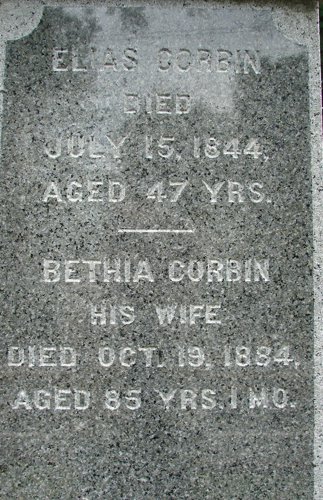 ELIAS CORBIN
DIED
JULY 15, 1844,
AGED 47 YRS.
BETHIA CORBIN
HIS WIFE
DIED OCT. 19, 1884,
AGED 85 YRS. 1 MO.